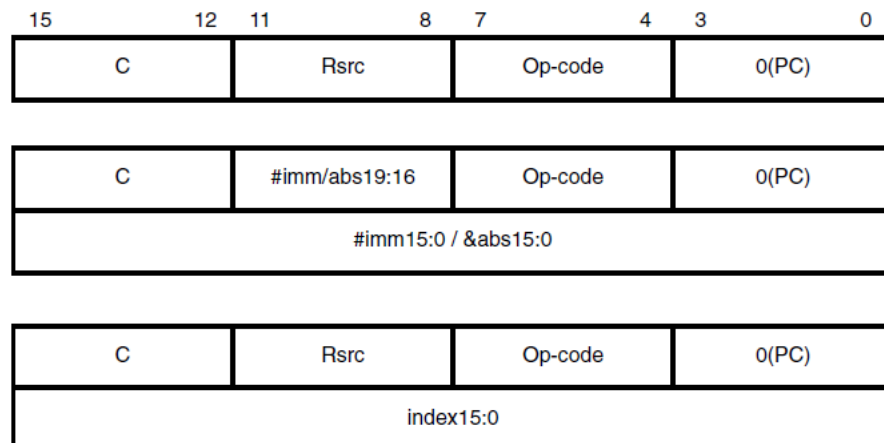 15 12 11 8 7 4 3 0
C Rsrc Op-code 0(PC)
C #imm/abs19:16 Op-code 0(PC)
#imm15:0 / &abs15:0
C Rsrc Op-code 0(PC)
index15:0